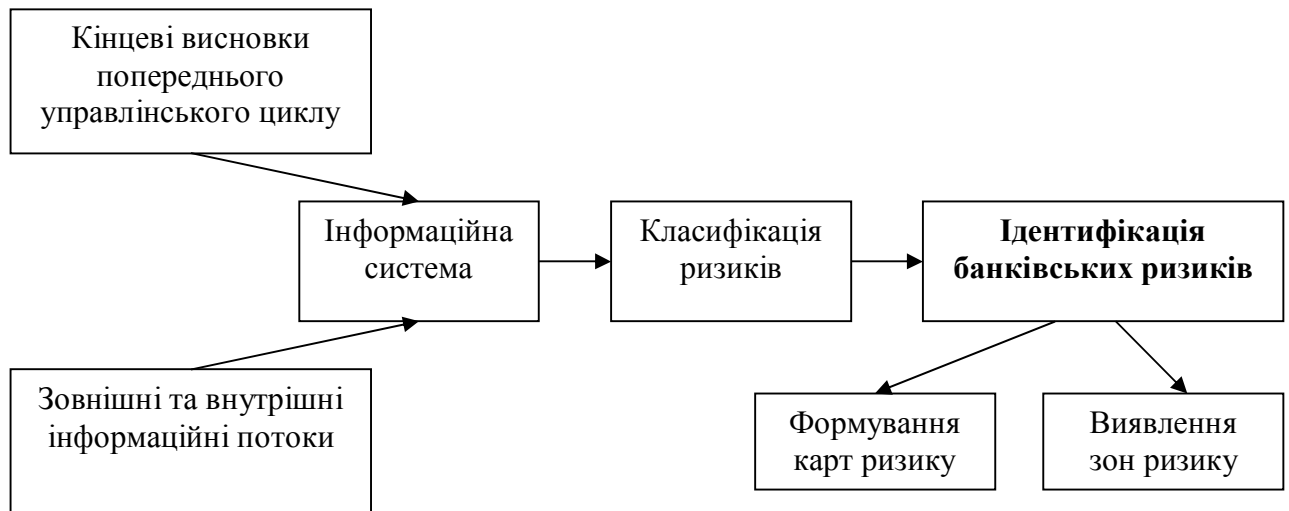 Кінцеві висновки
попереднього
управлінського циклу
Інформаційна
система
Класифікація
ризиків
Ідентифікація
банківських ризиків
Зовнішні та внутрішні
інформаційні потоки
Формування
карт ризику
Виявлення
зон ризику